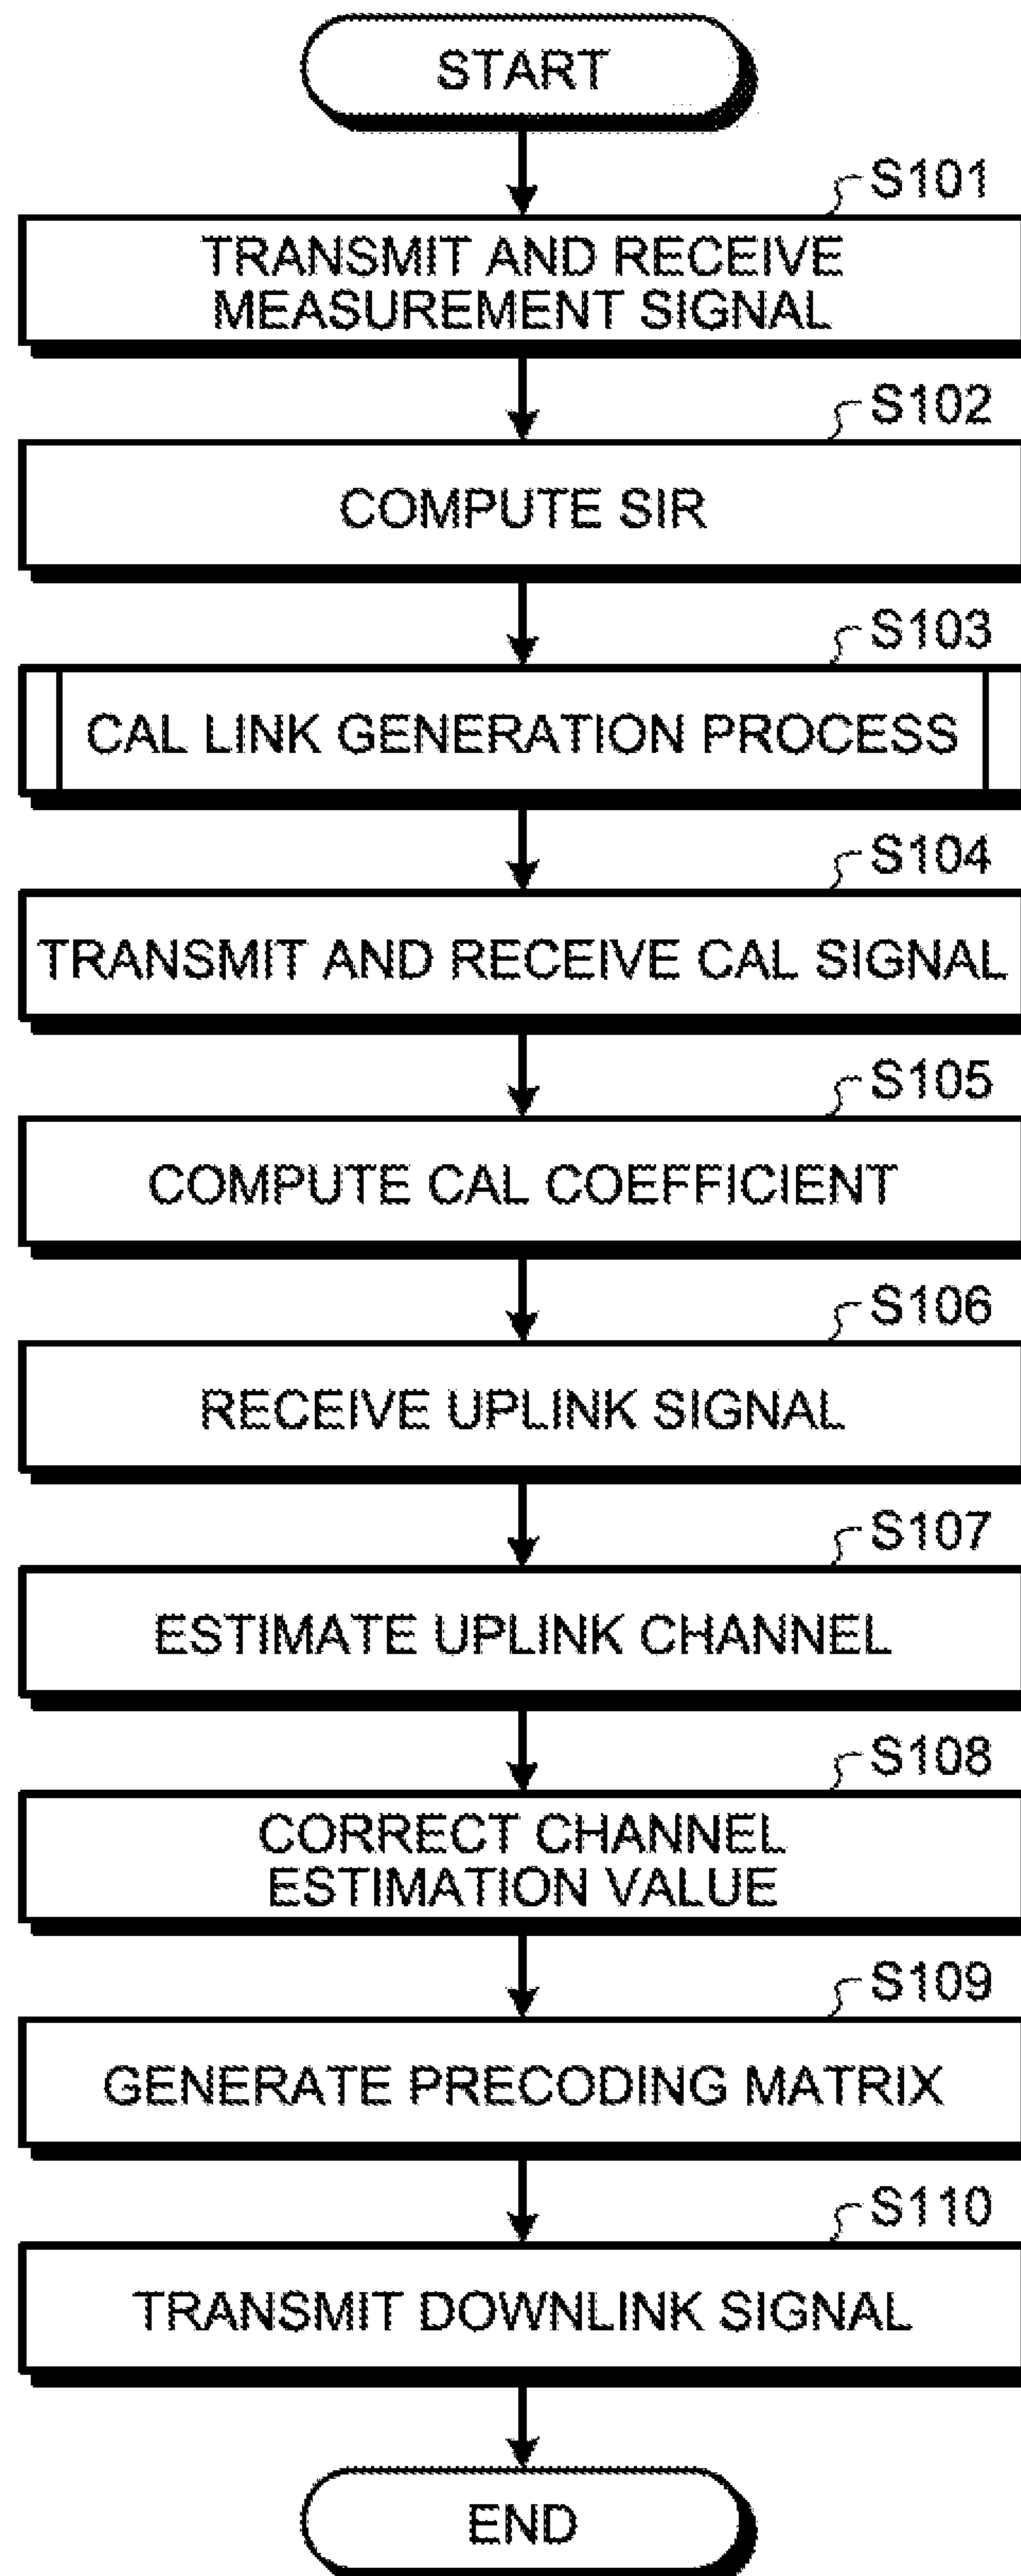 START
S101
TRANSMIT AND RECEIVE
MEASUREMENT SIGNAL
S102
COMPUTE SIR
S103
CAL LINK GENERATION PROCESS
S104
TRANSMIT AND RECEIVE CAL SIGNAL
S105
COMPUTE CAL COEFFICIENT
S106
RECEIVE UPLINK SIGNAL
S107
ESTIMATE UPLINK CHANNEL
S108
CORRECT CHANNEL
ESTIMATION VALUE
S109
GENERATE PRECODING MATRIX
S110
TRANSMIT DOWNLINK SIGNAL
END